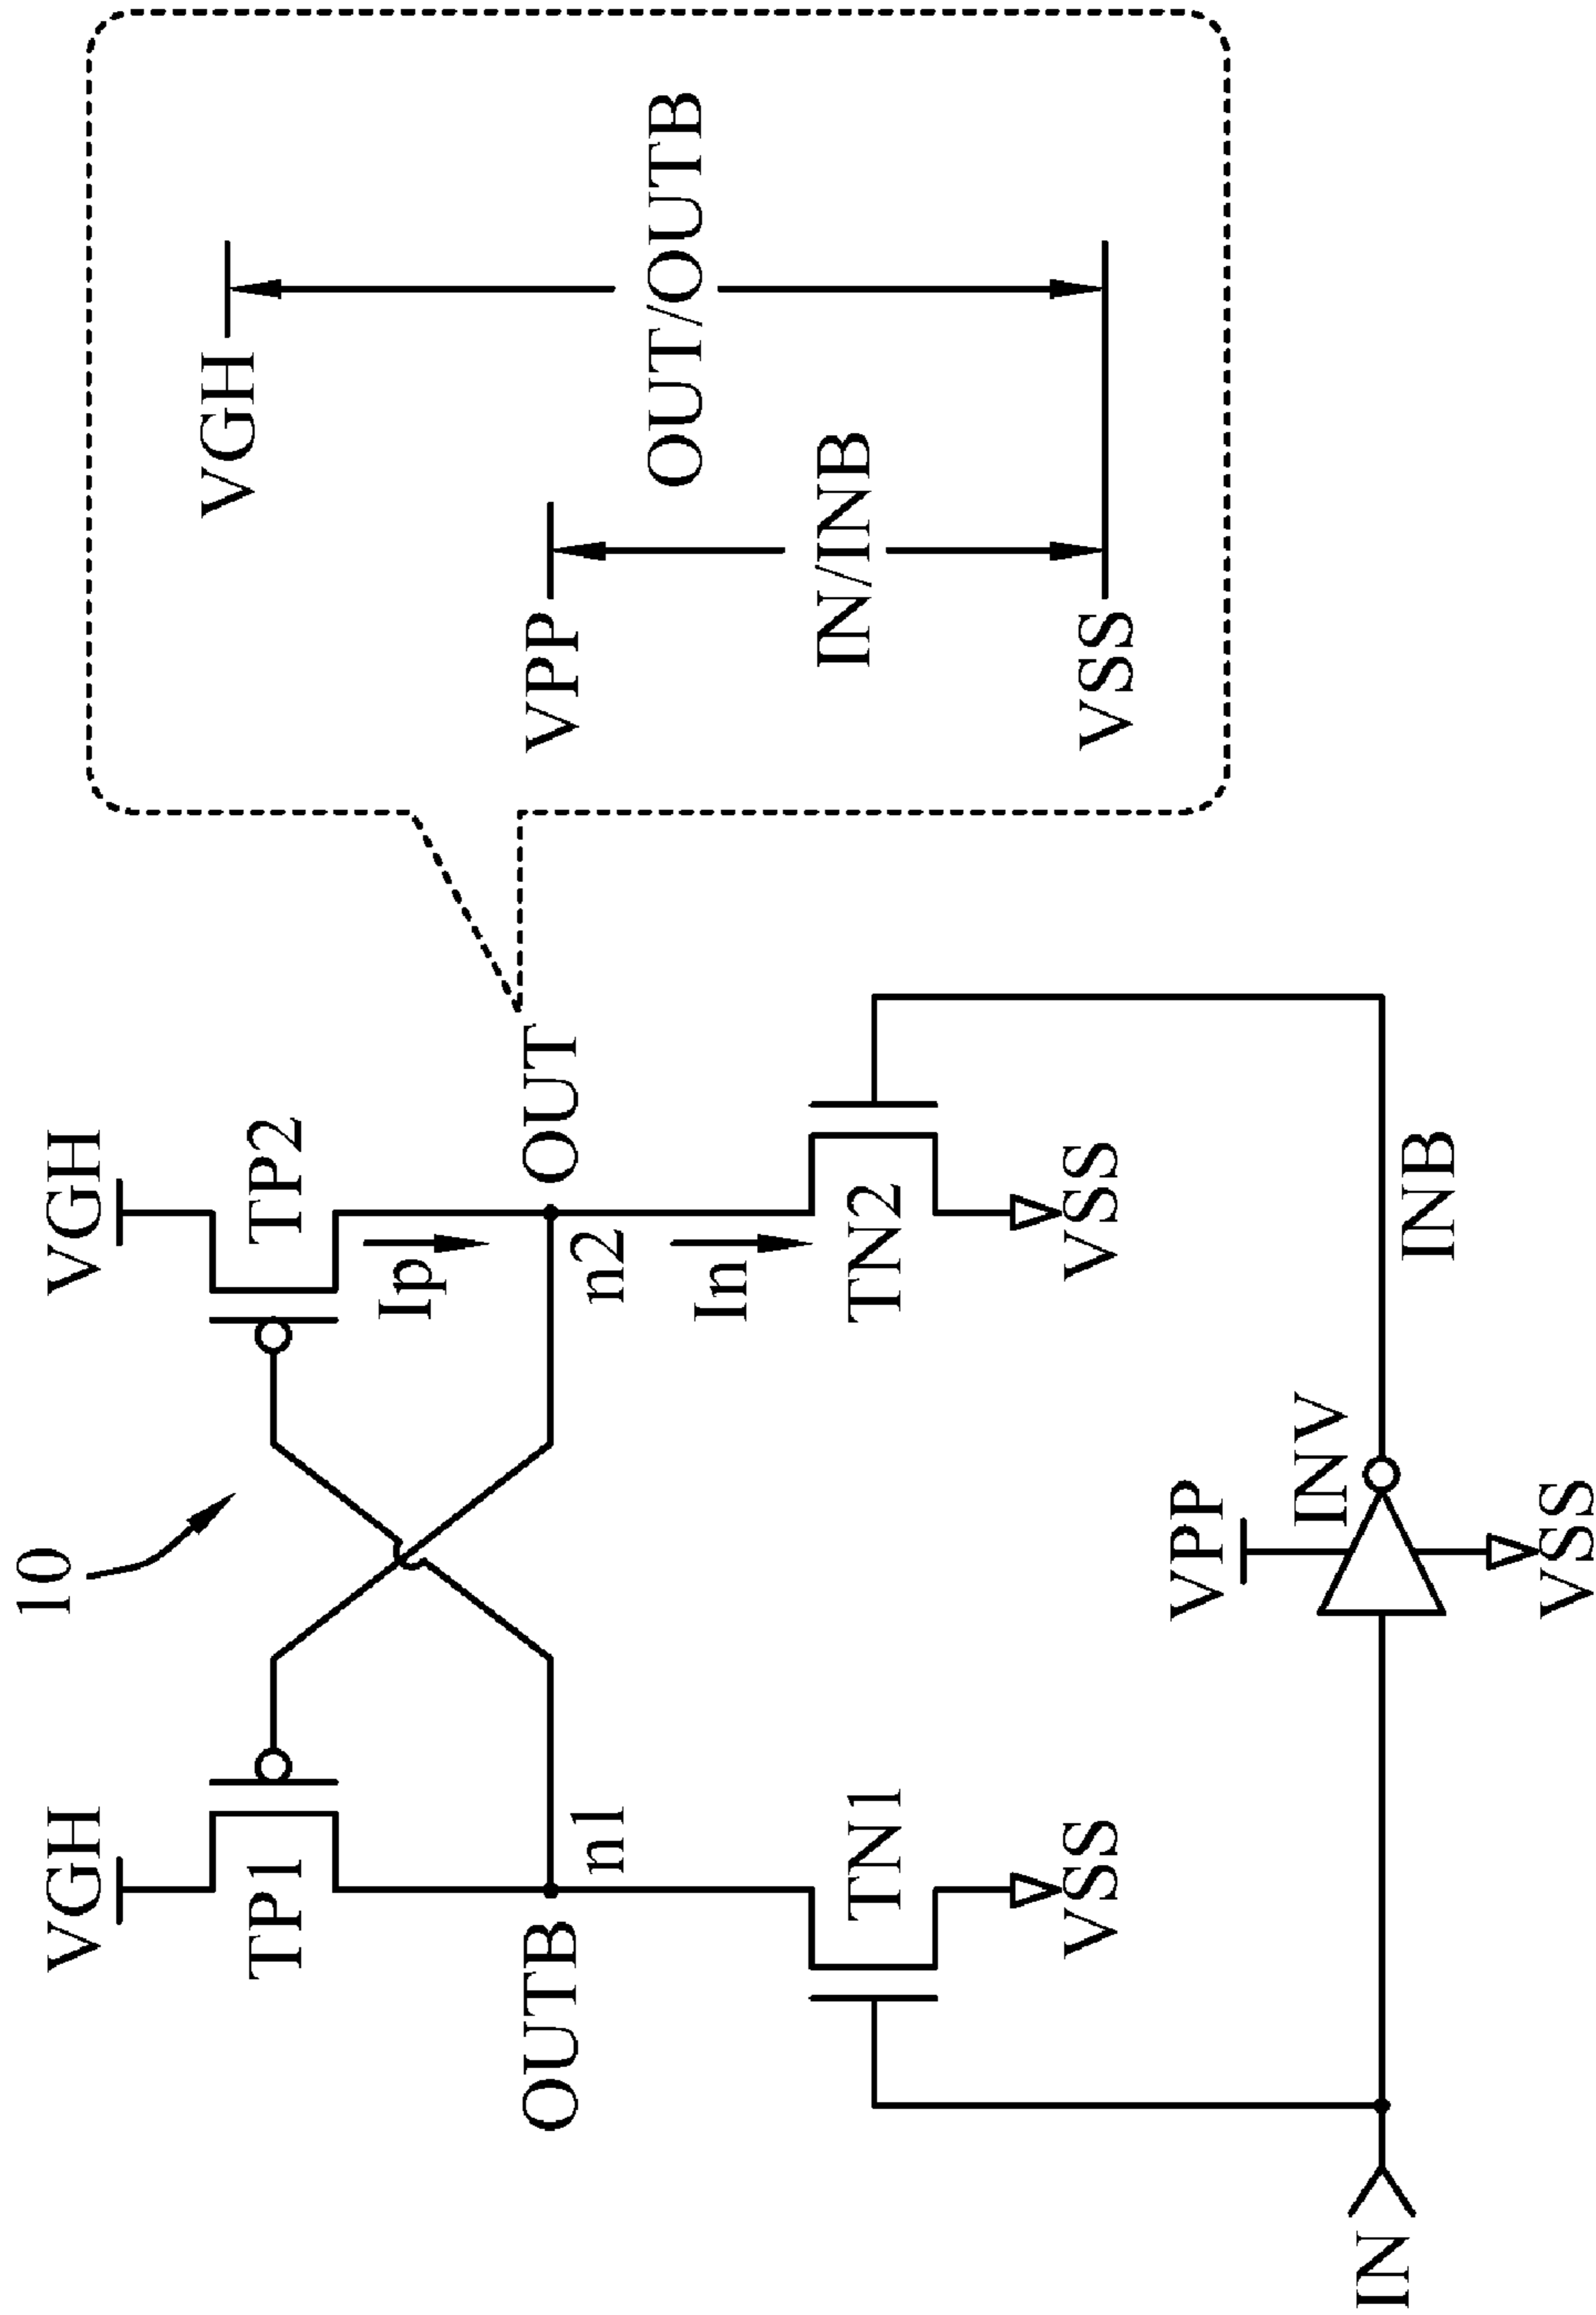 10
VGH
VGH
TP1
TP2
Ip
OUTB
OUT
n1
n2
In
TN1
TN2
VSS
VSS
VPP
INV
IN
INB
VSS
VGH
VPP
OUT/OUTB
IN/INB
VSS